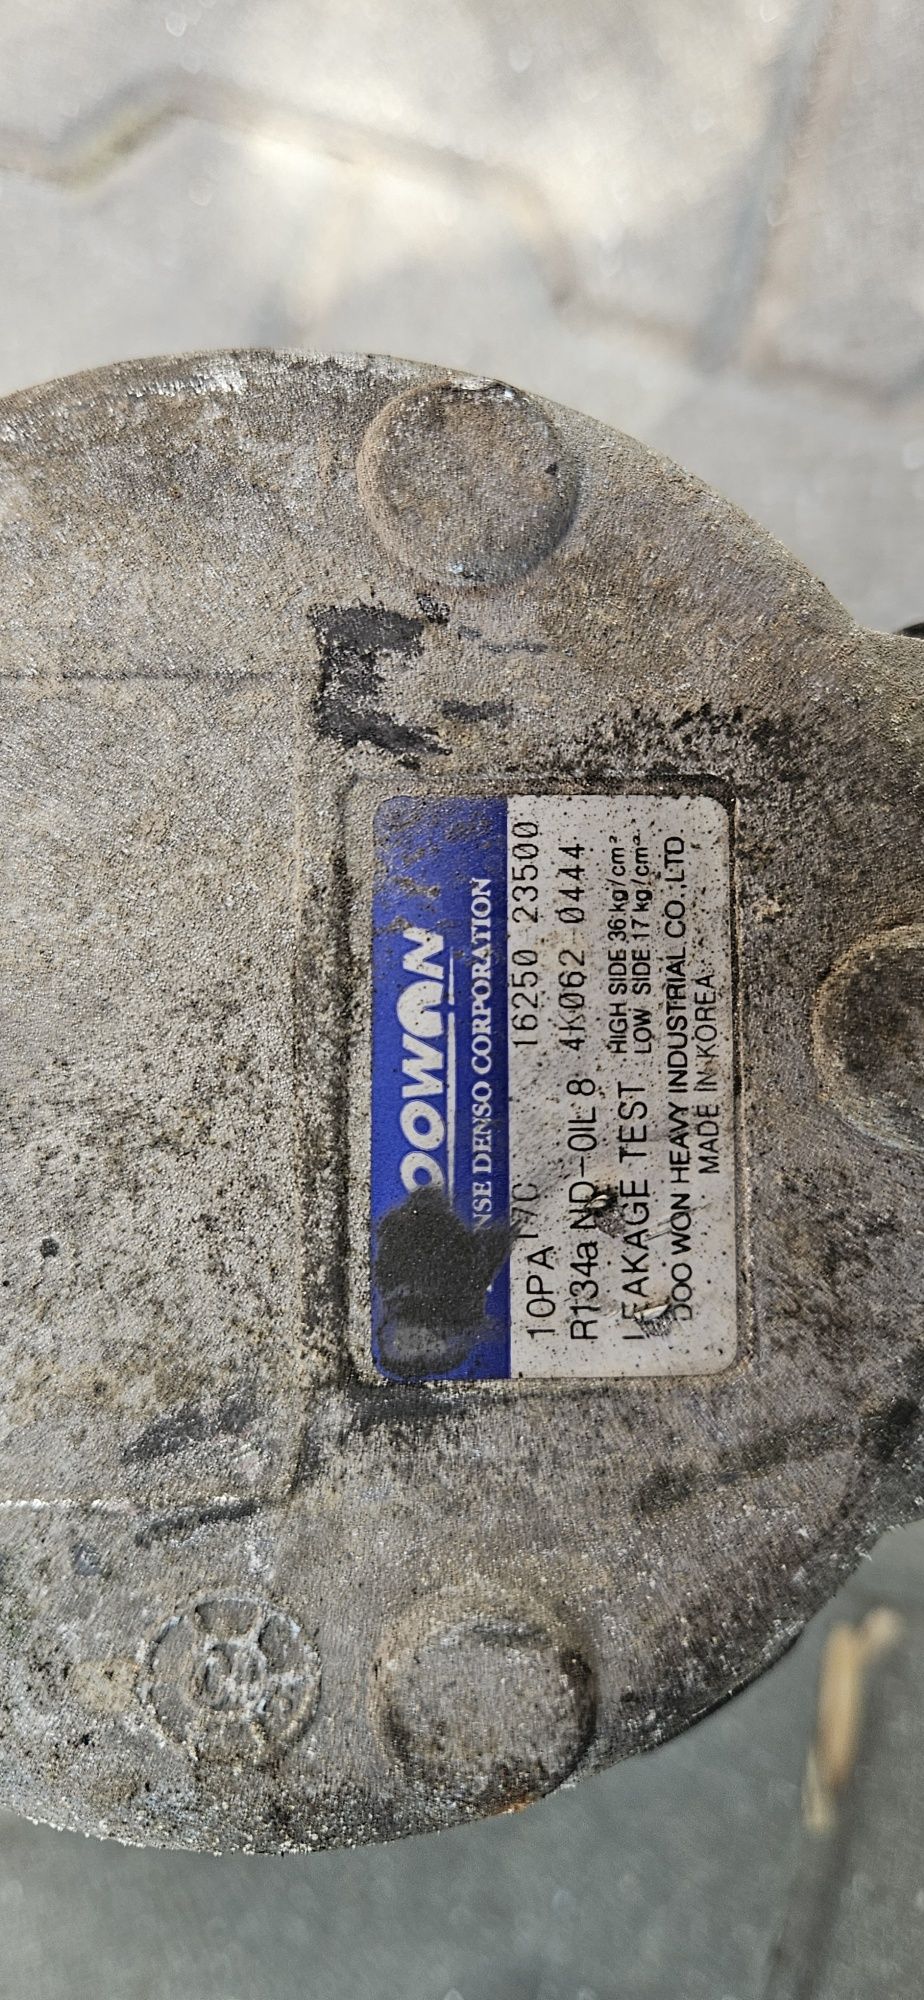 DOWAN
NSE DENSO CORPORATION
10PA17C 16250 23500
R134a ND-OIL 8 4K062 0444
LEAKAGE TEST HIGH SIDE 36 kg/cm²
LOW SIDE 17 kg/cm²
DOO WON HEAVY INDUSTRIAL CO.,LTD
MADE IN KOREA